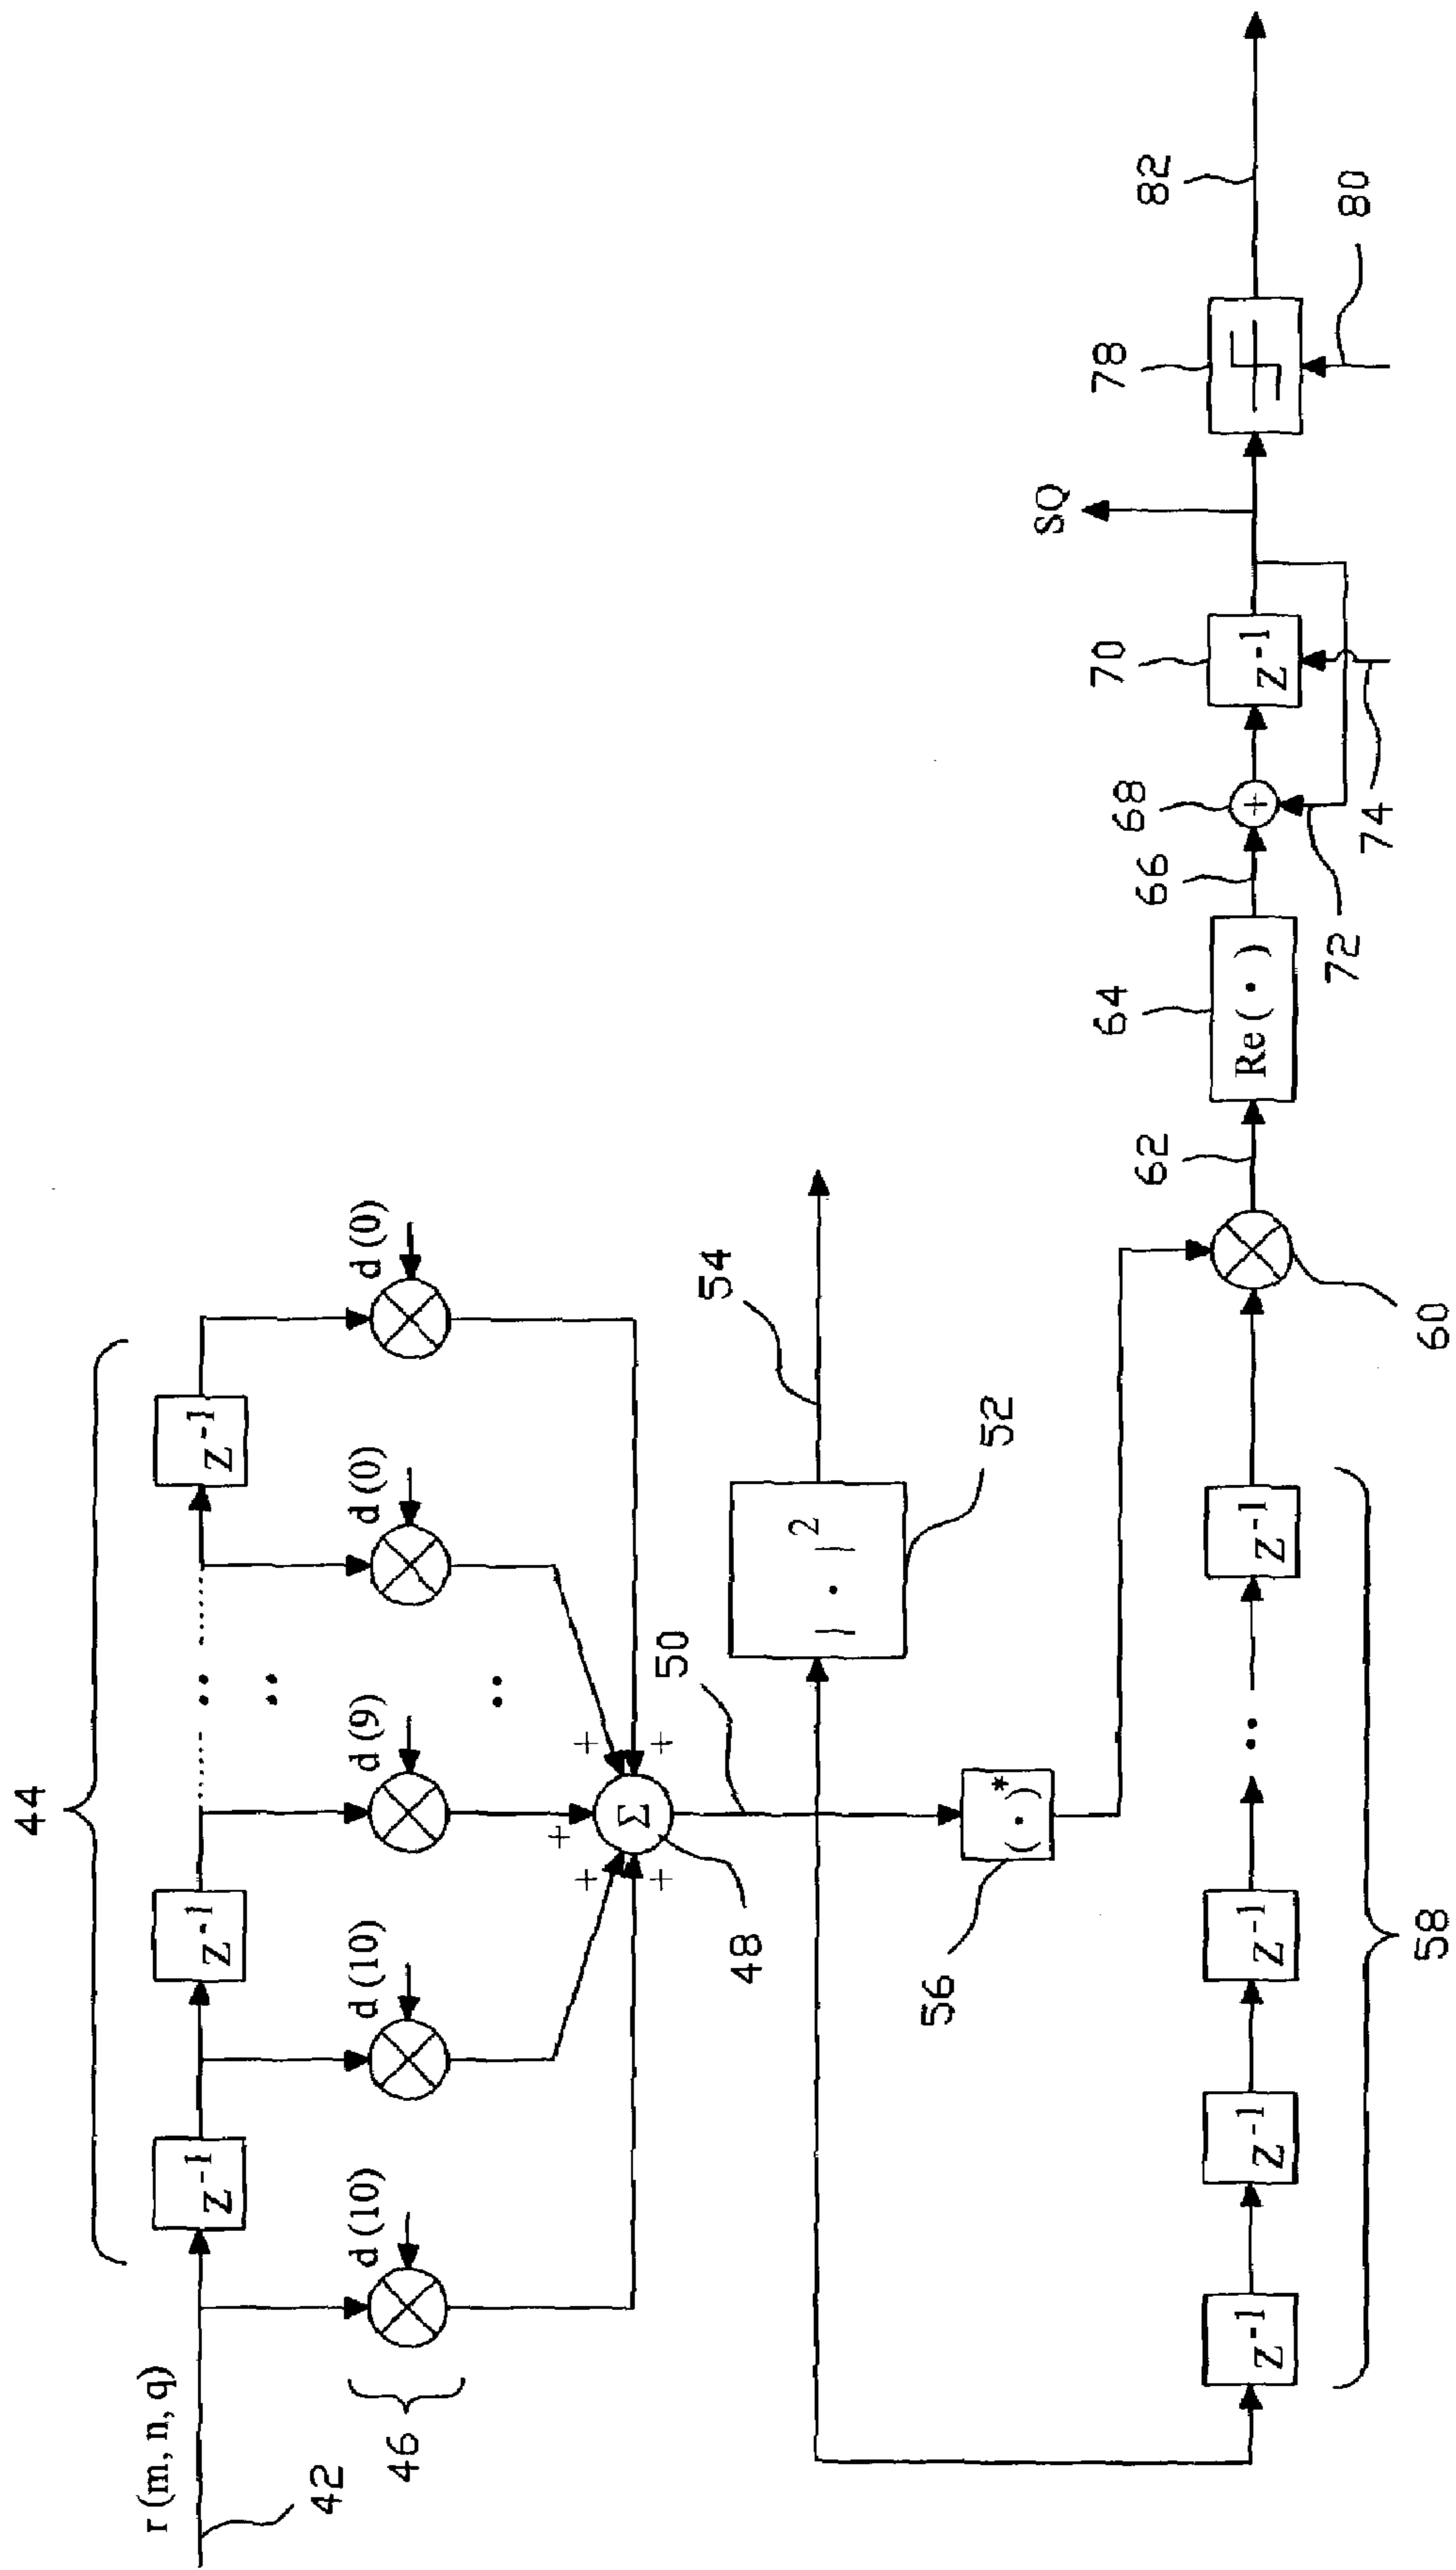 44
r (m, n, q)
42
Z⁻¹
Z⁻¹
Z⁻¹
46
d (10)
d (10)
d (9)
d (0)
d (0)
+
+
+
+
+
Σ
48
50
| · |²
52
54
(·)*
56
Z⁻¹
Z⁻¹
Z⁻¹
Z⁻¹
58
60
62
Re (·)
64
66
+
68
72
Z⁻¹
70
74
SQ
78
80
82